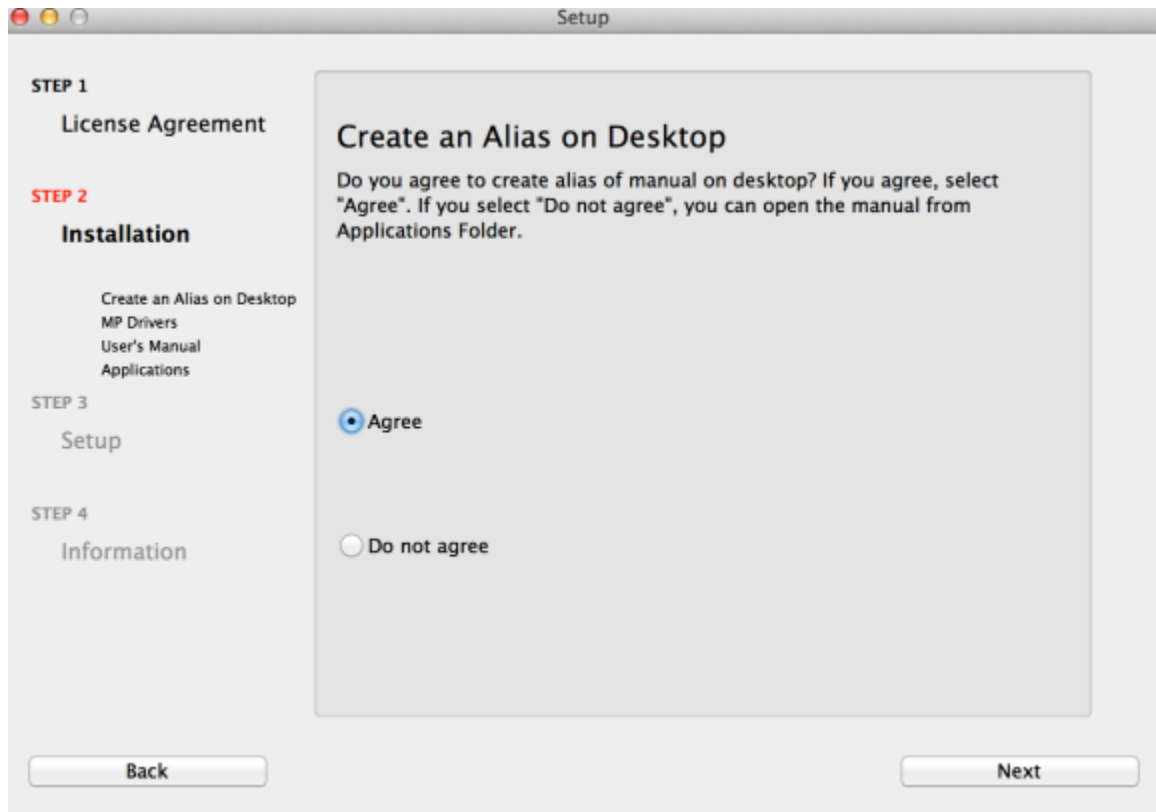 Setup
STEP 1
License Agreement
STEP 2
Installation
Create an Alias on Desktop
MP Drivers
User's Manual
Applications
STEP 3
Setup
STEP 4
Information
Create an Alias on Desktop
Do you agree to create alias of manual on desktop? If you agree, select
"Agree". If you select "Do not agree", you can open the manual from
Applications Folder.
Agree
Do not agree
Back
Next